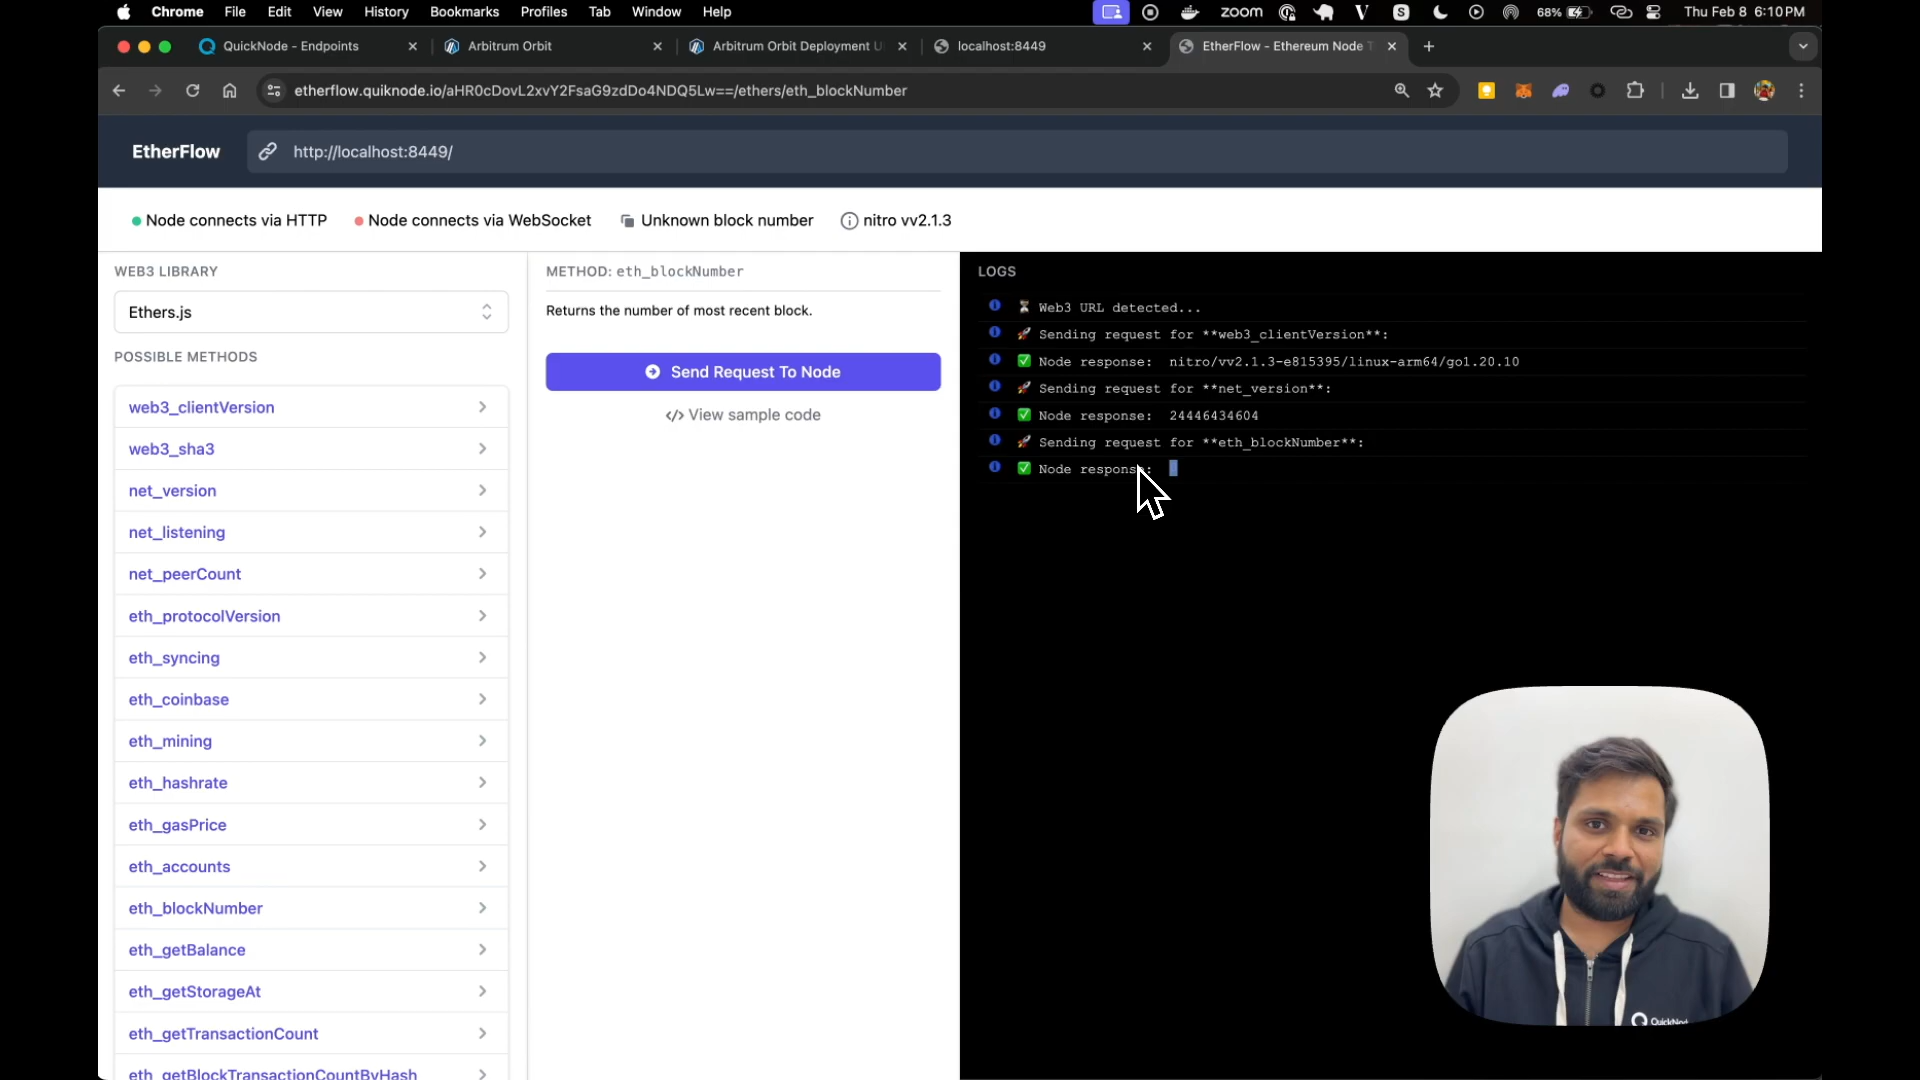 Chrome File Edit View History Bookmarks Profiles Tab Window Help zoom 68% Thu Feb 8 6:10 PM
QuickNode - Endpoints Arbitrum Orbit Arbitrum Orbit Deployment U localhost:8449 EtherFlow - Ethereum Node T
etherflow.quiknode.io/aHR0cDovL2xvY2FsaG9zdDo4NDQ5Lw==/ethers/eth_blockNumber
EtherFlow http://localhost:8449/
Node connects via HTTP Node connects via WebSocket Unknown block number nitro vv2.1.3
WEB3 LIBRARY
Ethers.js
POSSIBLE METHODS
web3_clientVersion
web3_sha3
net_version
net_listening
net_peerCount
eth_protocolVersion
eth_syncing
eth_coinbase
eth_mining
eth_hashrate
eth_gasPrice
eth_accounts
eth_blockNumber
eth_getBalance
eth_getStorageAt
eth_getTransactionCount
eth_getBlockTransactionCountByHash
METHOD: eth_blockNumber
Returns the number of most recent block.
Send Request To Node
</> View sample code
LOGS
Web3 URL detected...
Sending request for **web3_clientVersion**:
Node response: nitro/vv2.1.3-e815395/linux-arm64/go1.20.10
Sending request for **net_version**:
Node response: 24446434604
Sending request for **eth_blockNumber**:
Node response:
QuickNod